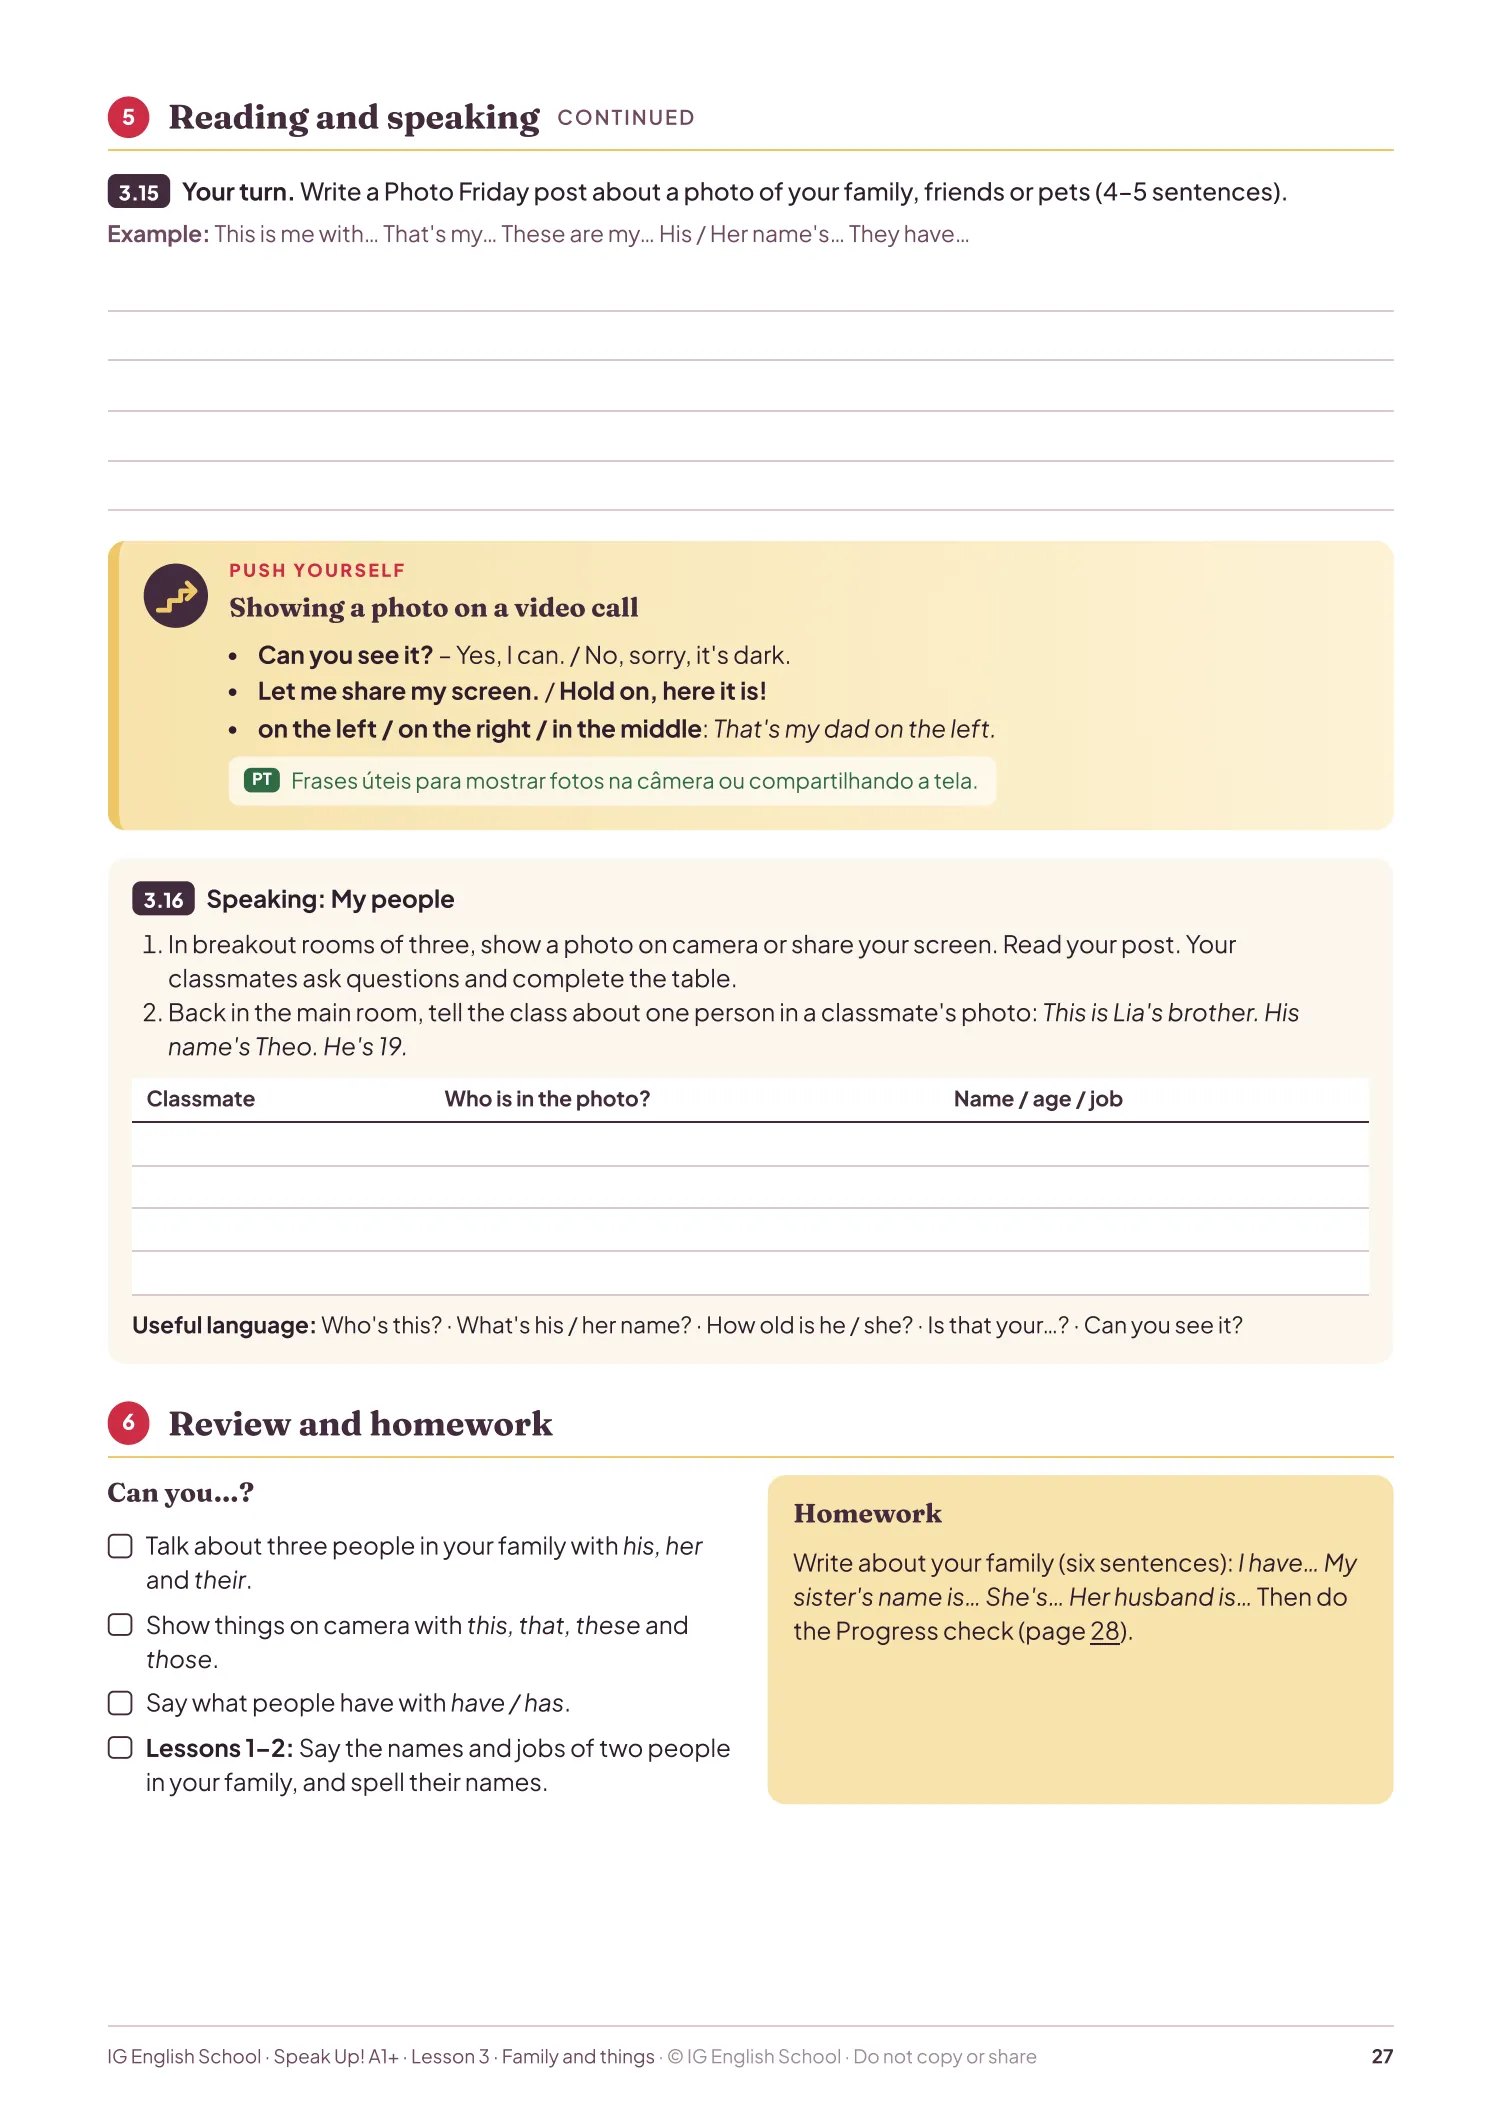 5 Reading and speaking CONTINUED
3.15 Your turn. Write a Photo Friday post about a photo of your family, friends or pets (4–5 sentences).
Example: This is me with… That's my… These are my… His / Her name's… They have…
PUSH YOURSELF
Showing a photo on a video call
• Can you see it? – Yes, I can. / No, sorry, it's dark.
• Let me share my screen. / Hold on, here it is!
• on the left / on the right / in the middle: That's my dad on the left.
PT Frases úteis para mostrar fotos na câmera ou compartilhando a tela.
3.16 Speaking: My people
1. In breakout rooms of three, show a photo on camera or share your screen. Read your post. Your
classmates ask questions and complete the table.
2. Back in the main room, tell the class about one person in a classmate's photo: This is Lia's brother. His
name's Theo. He's 19.
Classmate Who is in the photo? Name / age / job
Useful language: Who's this? · What's his / her name? · How old is he / she? · Is that your…? · Can you see it?
6 Review and homework
Can you…?
Talk about three people in your family with his, her
and their.
Show things on camera with this, that, these and
those.
Say what people have with have / has.
Lessons 1–2: Say the names and jobs of two people
in your family, and spell their names.
Homework
Write about your family (six sentences): I have… My
sister's name is… She's… Her husband is… Then do
the Progress check (page 28).
IG English School · Speak Up! A1+ · Lesson 3 · Family and things · © IG English School · Do not copy or share 27